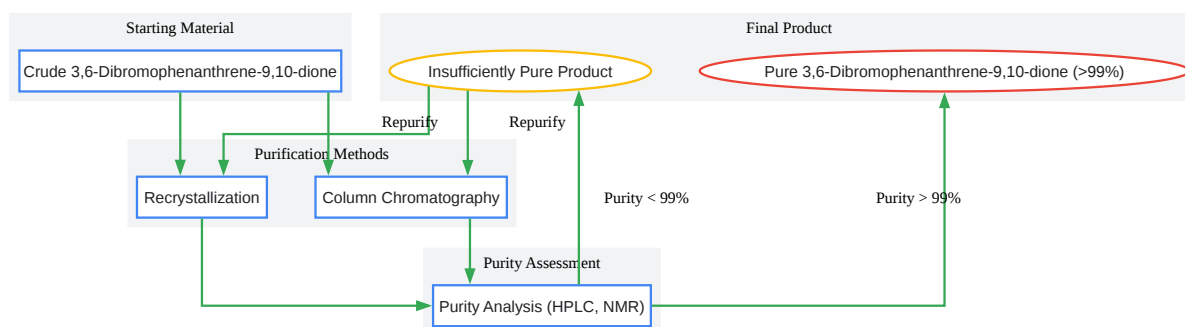 Starting Material
Final Product
Crude 3,6-Dibromophenanthrene-9,10-dione
Insufficiently Pure Product
Pure 3,6-Dibromophenanthrene-9,10-dione (>99%)
Repurify
Repurify
Purification Methods
Recrystallization
Column Chromatography
Purity < 99%
Purity > 99%
Purity Assessment
Purity Analysis (HPLC, NMR)